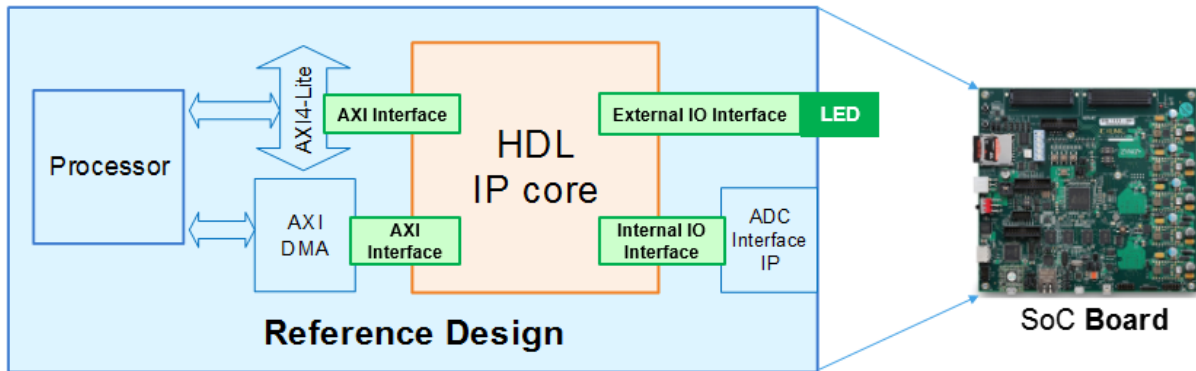 Processor
AXI4-Lite
AXI Interface
HDL
IP core
External IO Interface
LED
AXI
DMA
AXI
Interface
Internal IO
Interface
ADC
Interface
IP
Reference Design
SoC Board